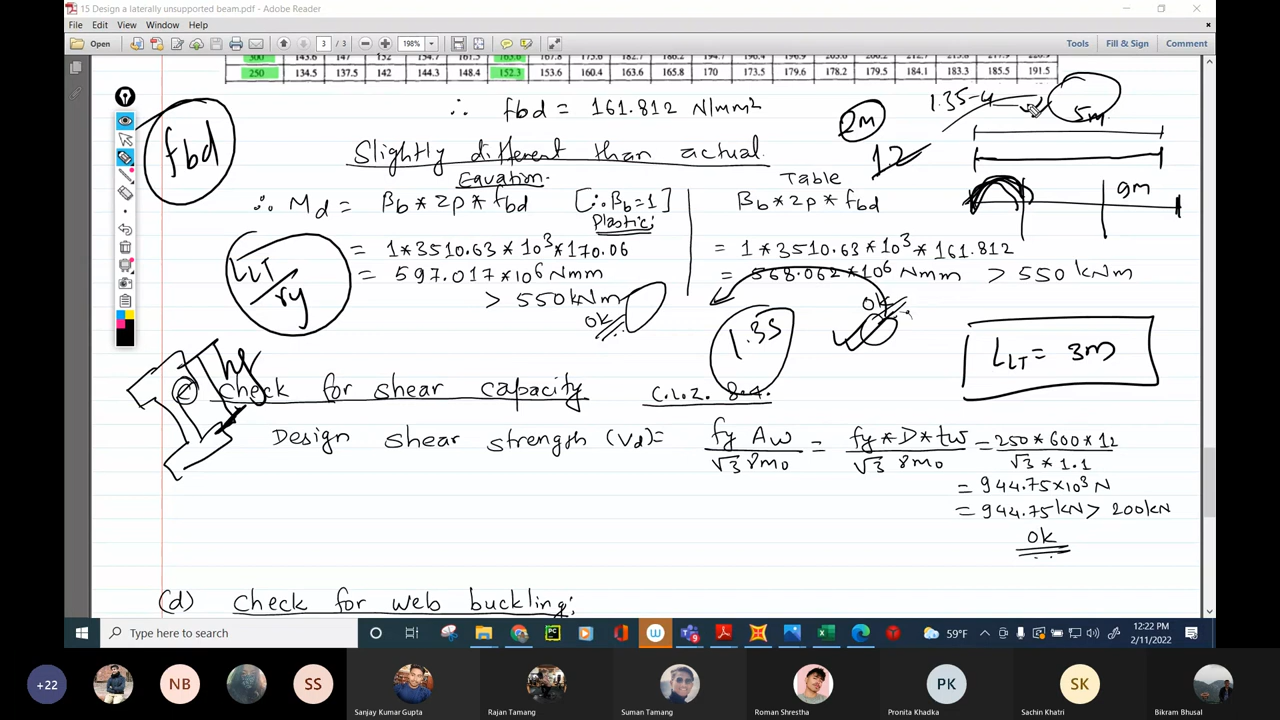 15 Design a laterally unsupported beam.pdf - Adobe Reader
File Edit View Window Help
Open 3 / 3 198% Tools Fill & Sign Comment
250 134.5 137.5 142 144.3 148.4 152.3 153.6 160.4 163.6 165.8 170 173.5 179.6 178.2 179.5 184.1 183.3 185.5 191.5
∴ fbd = 161.812 N/mm2
1.35-4
5m
2m
fbd
Slightly different than actual.
12
Equation.
Table
9m
∴ Md = βb * Zp * fbd [∴ βb = 1]
βb * Zp * fbd
Plastic;
= 1*3510.63*10³*170.06
= 1*3510.63*10³*161.812
LLT/ry
= 597.017*10⁶ Nmm
= 568.062*10⁶ Nmm > 550 kNm
> 550kNm
ok
ok
1.35
LLT = 3m
(c) Check for shear capacity C.l.2. 8.4.
Design shear strength (Vd) = fy Aw / √3 γm0 = fy*D*tw / √3 γm0 = 250*600*12 / √3 * 1.1
= 944.75×10³ N
= 944.75kN > 200kN
ok
(d) Check for web buckling:
Type here to search
59°F
12:22 PM
2/11/2022
+22 NB SS PK SK
Sanjay Kumar Gupta Rajan Tamang Suman Tamang Roman Shrestha Pronita Khadka Sachin Khatri Bikram Bhusal